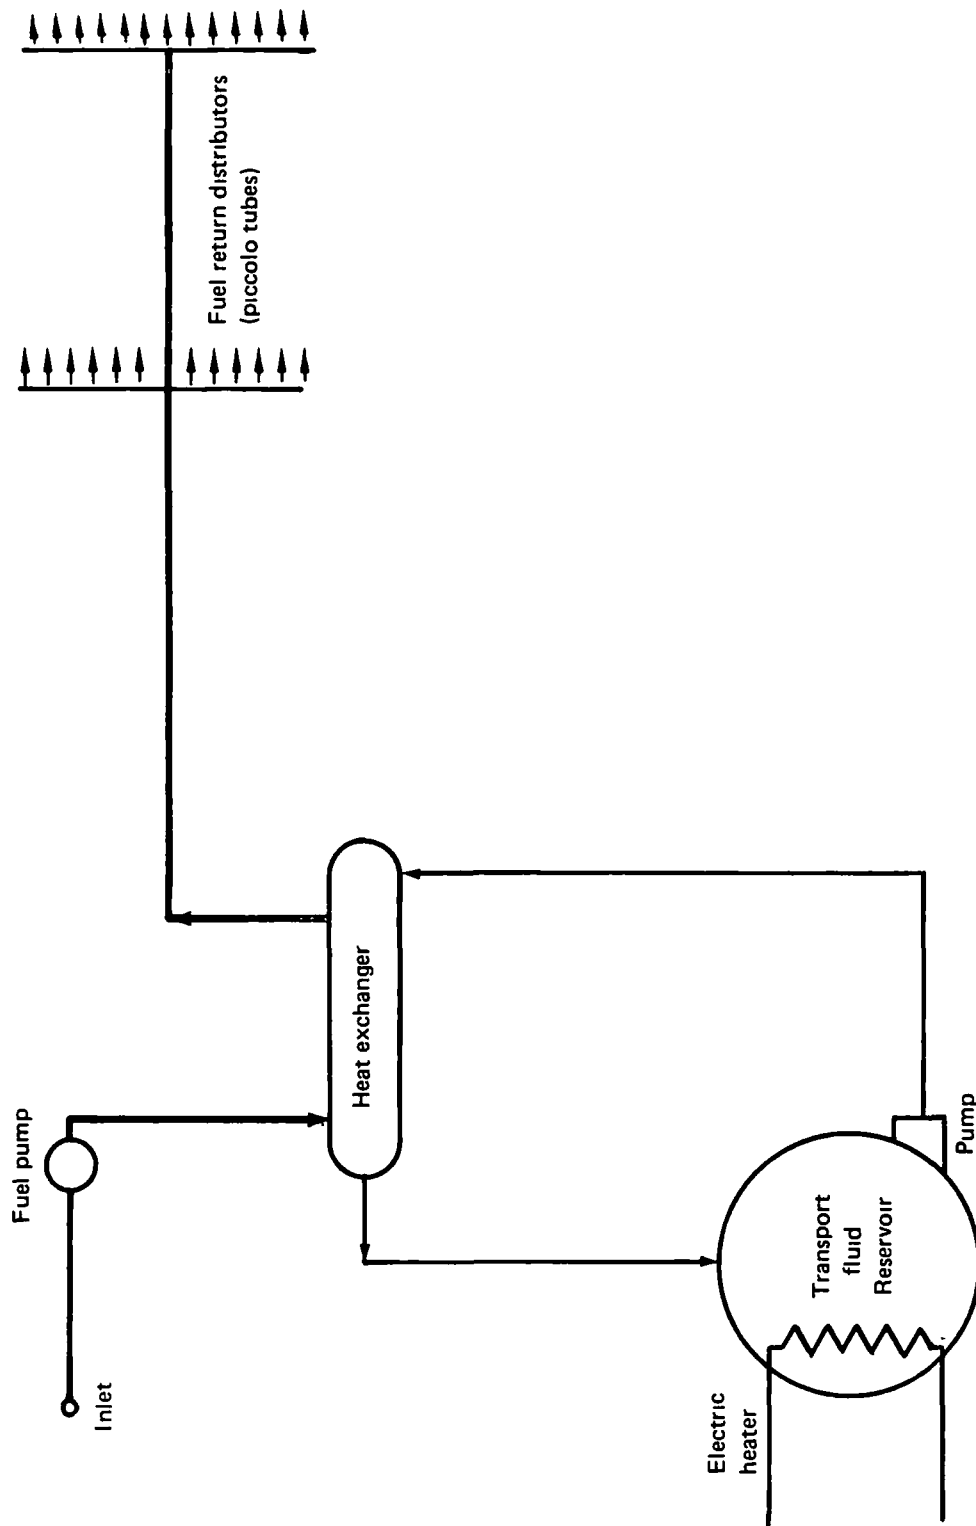 Fuel return distributors
(piccolo tubes)
Fuel pump
Inlet
Heat exchanger
Transport
fluid
Reservoir
Pump
Electric
heater